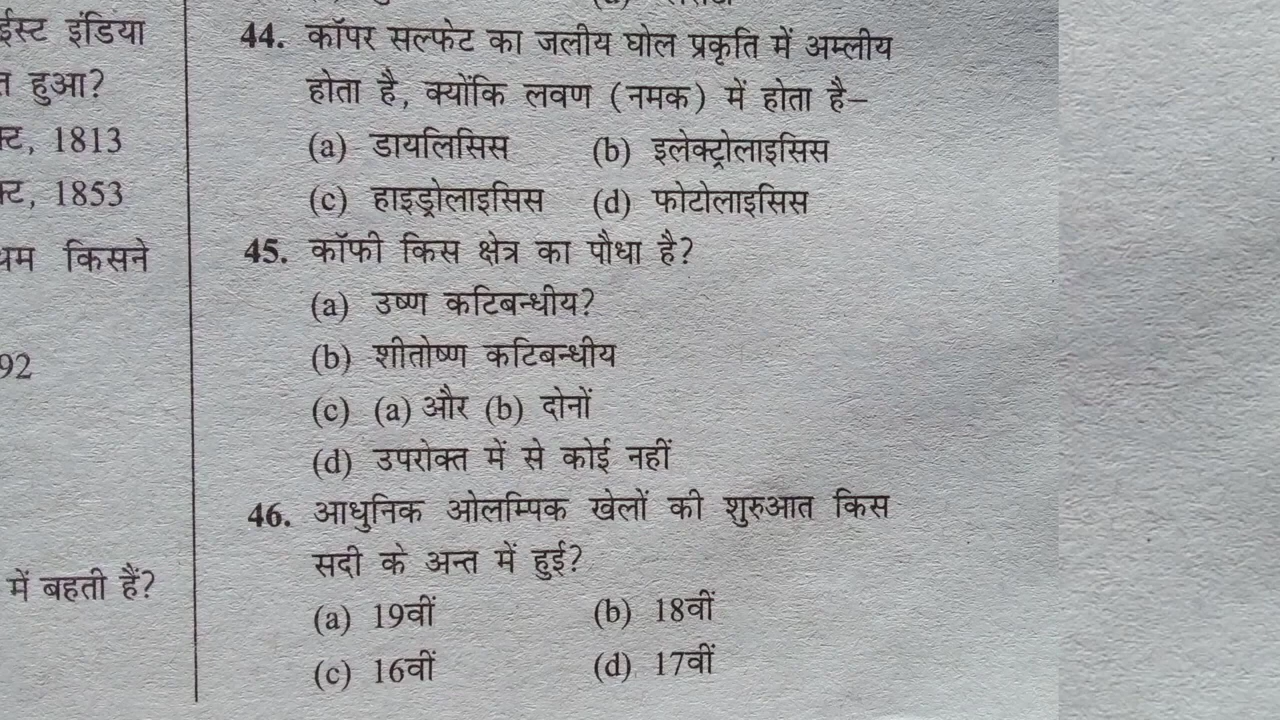 ईस्ट इंडिया
हुआ?
1813
1853
किसने
92
में बहती हैं?
44. कॉपर सल्फेट का जलीय घोल प्रकृति में अम्लीय
होता है, क्योंकि लवण (नमक) में होता है–
(a) डायलिसिस (b) इलेक्ट्रोलाइसिस
(c) हाइड्रोलाइसिस (d) फोटोलाइसिस
45. कॉफी किस क्षेत्र का पौधा है?
(a) उष्ण कटिबन्धीय?
(b) शीतोष्ण कटिबन्धीय
(c) (a) और (b) दोनों
(d) उपरोक्त में से कोई नहीं
46. आधुनिक ओलम्पिक खेलों की शुरुआत किस
सदी के अन्त में हुई?
(a) 19वीं (b) 18वीं
(c) 16वीं (d) 17वीं